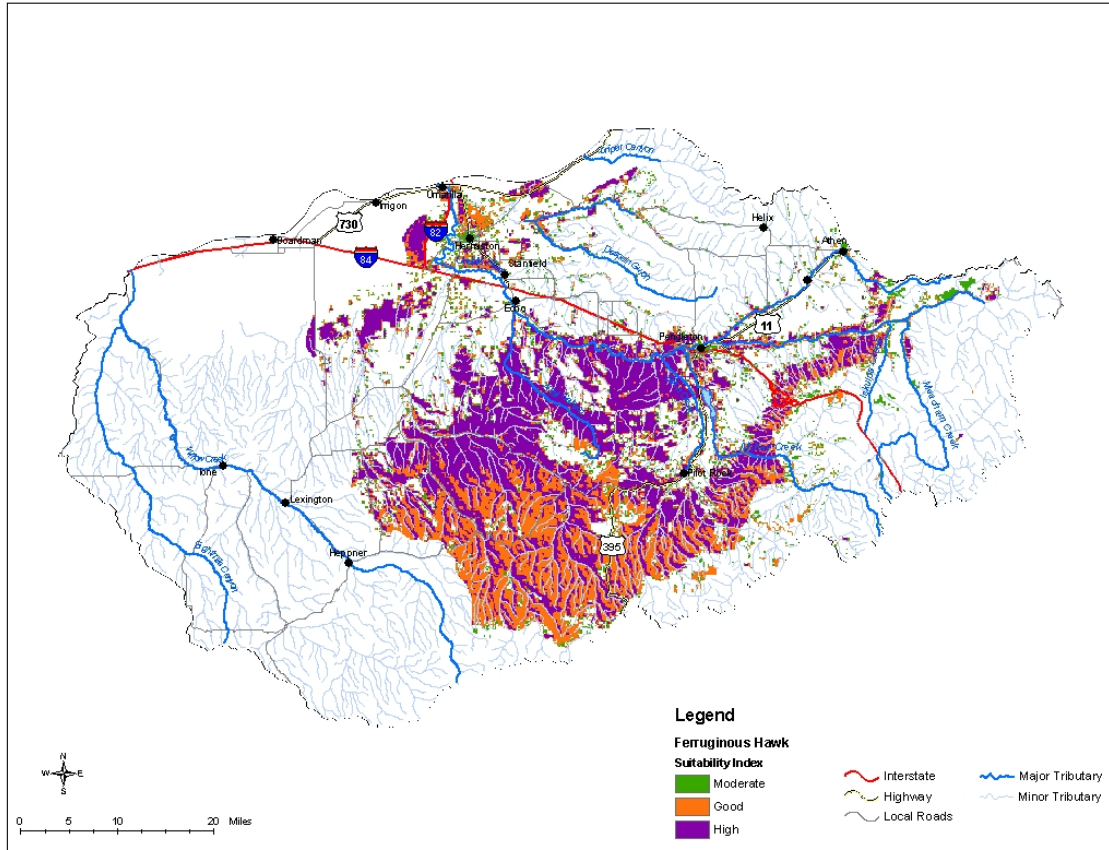 Juniper Canyon
Umatilla
Irrigon
730
Helix
82
Boardman
Hermiston
Athen
84
Stanfield
Echo
11
Pendleton
Meacham Creek
Creek
Willow Creek
Ione
Pilot Rock
Lexington
395
Heppner
Canyon
Legend
Ferruginous Hawk
Suitability Index
Moderate
Good
High
Interstate
Highway
Local Roads
Major Tributary
Minor Tributary
N
W E
S
0 5 10 20 Miles